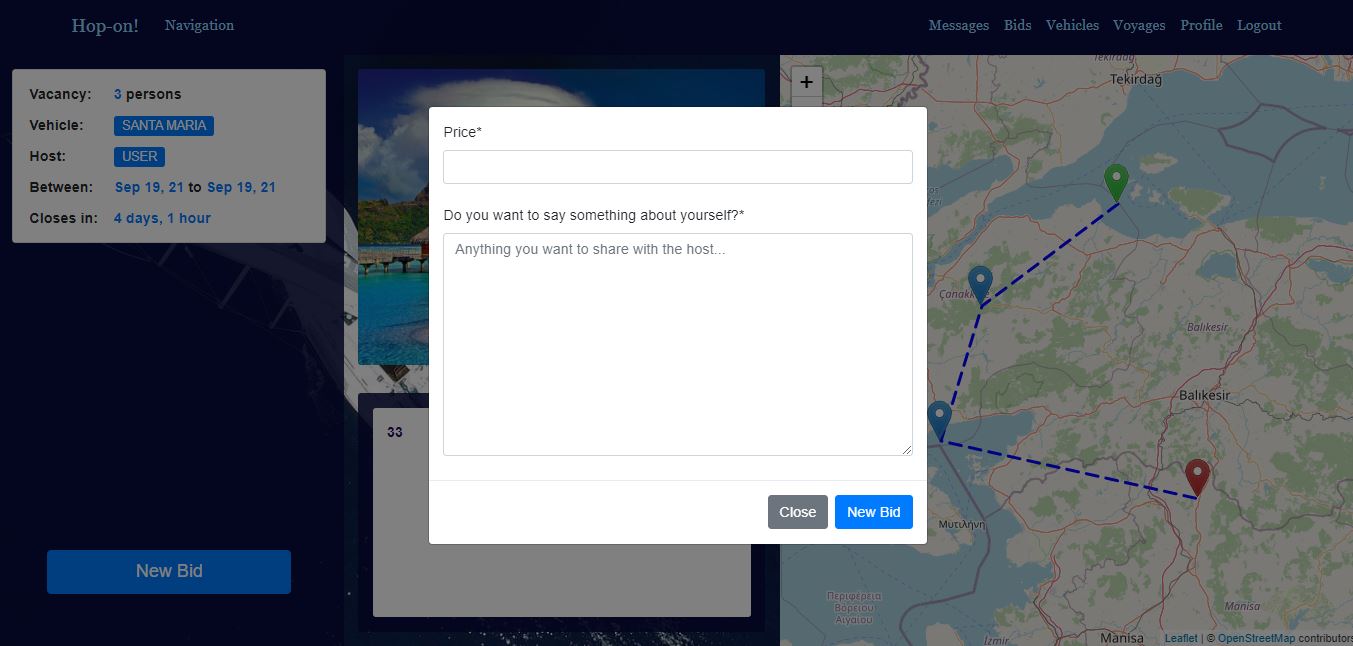 Hop-on!
Navigation
Messages
Bids
Vehicles
Voyages
Profile
Logout
Vacancy: 3 persons
Vehicle: SANTA MARIA
Host: USER
Between: Sep 19, 21 to Sep 19, 21
Closes in: 4 days, 1 hour
New Bid
33
Price*
Do you want to say something about yourself?*
Anything you want to share with the host...
Close
New Bid
+
Tekirdağ
Tekirdağ
Çanakkale
Balıkesir
Balıkesir
Μυτιλήνη
Περιφέρεια
Βορείου
Αιγαίου
Manisa
İzmir
Manisa
Leaflet | © OpenStreetMap contributors